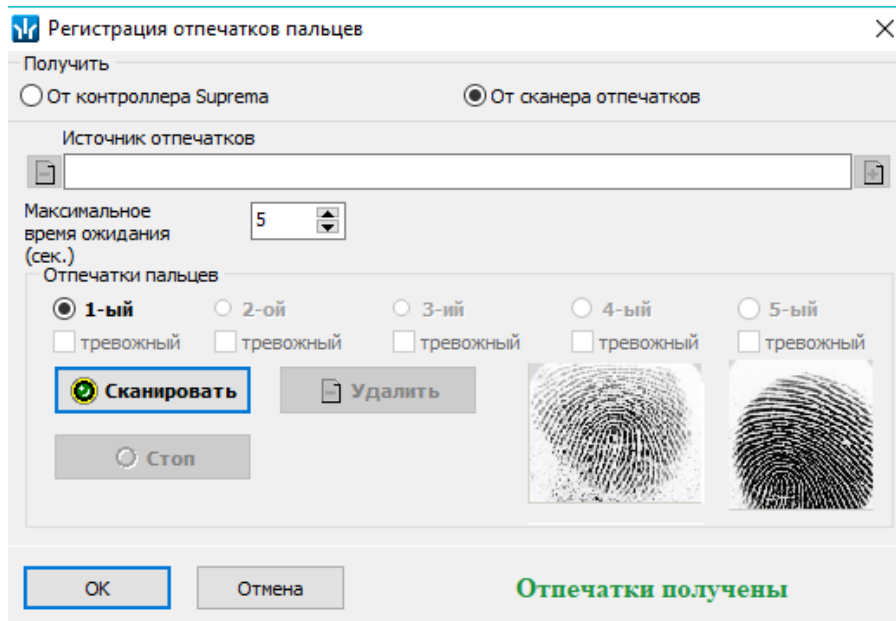 Регистрация отпечатков пальцев
Получить
От контроллера Suprema
От сканера отпечатков
Источник отпечатков
Максимальное
время ожидания
(сек.)
5
Отпечатки пальцев
1-ый 2-ой 3-ий 4-ый 5-ый
тревожный тревожный тревожный тревожный тревожный
Сканировать Удалить
Стоп
ОК Отмена Отпечатки получены